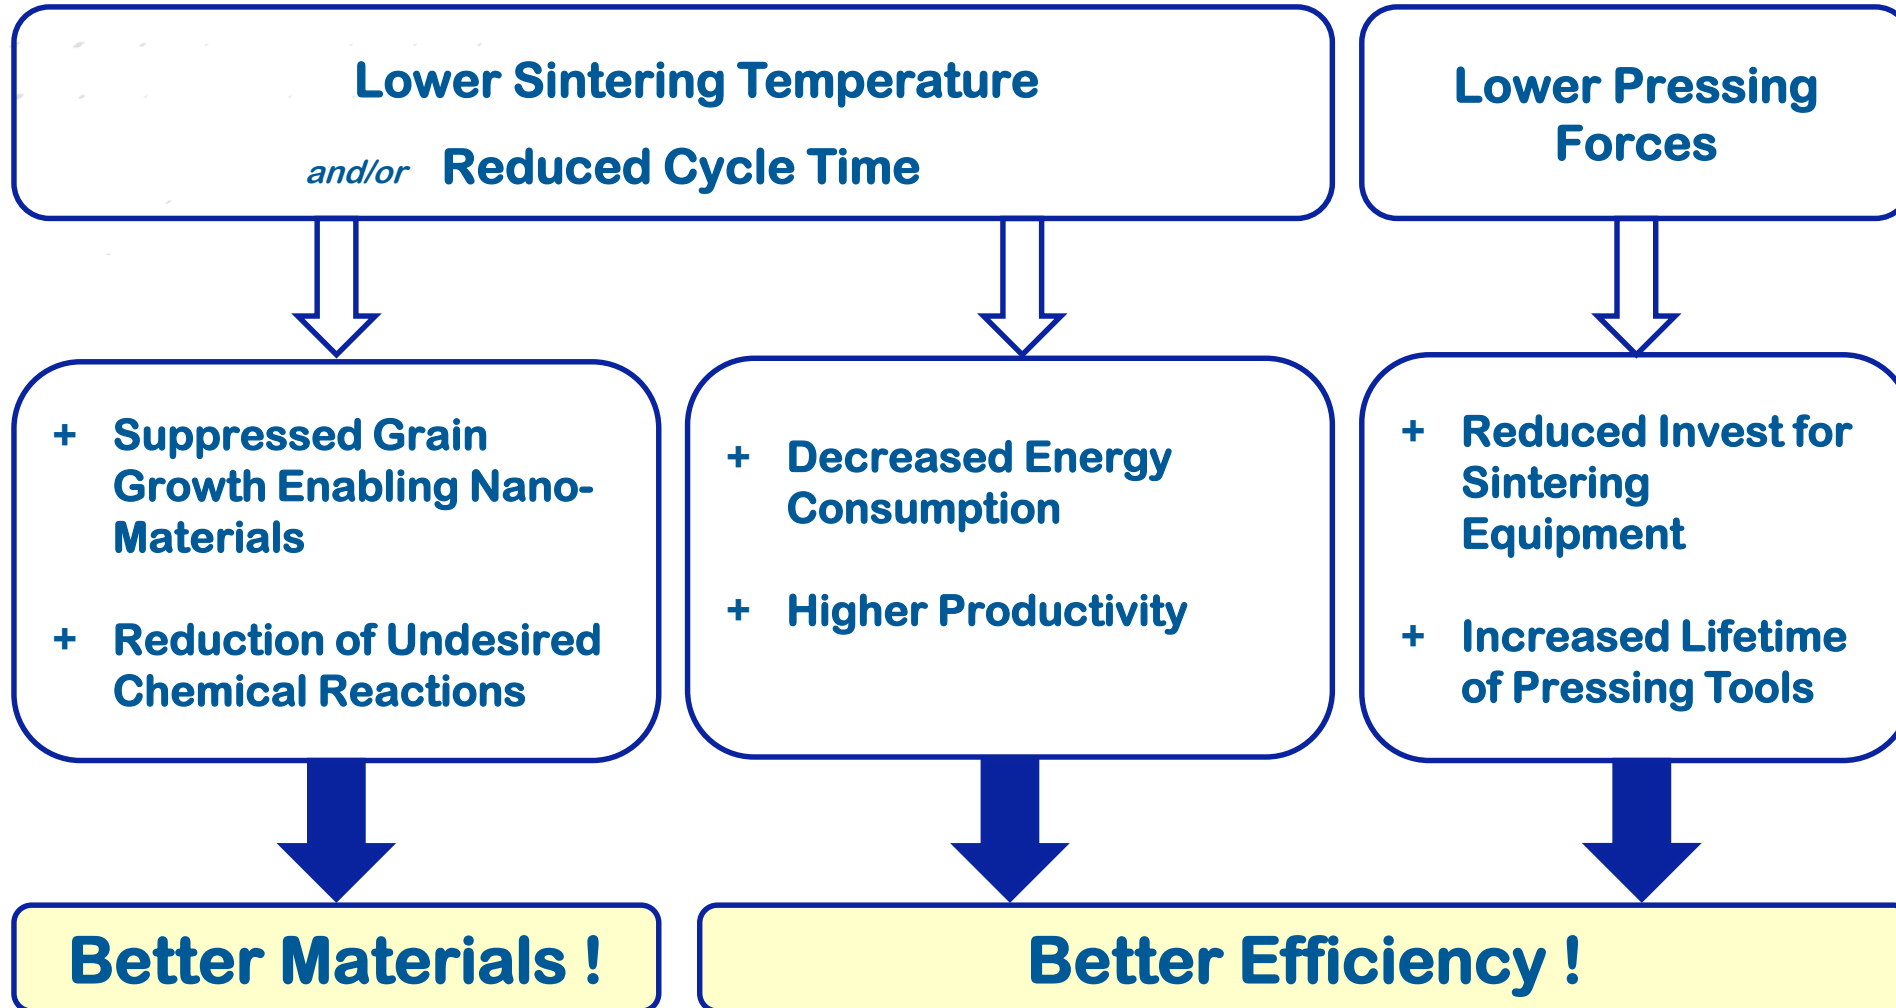 Lower Sintering Temperature
and/or Reduced Cycle Time
Lower Pressing
Forces
+ Suppressed Grain
Growth Enabling Nano-
Materials
+ Reduction of Undesired
Chemical Reactions
+ Decreased Energy
Consumption
+ Higher Productivity
+ Reduced Invest for
Sintering
Equipment
+ Increased Lifetime
of Pressing Tools
Better Materials !
Better Efficiency !